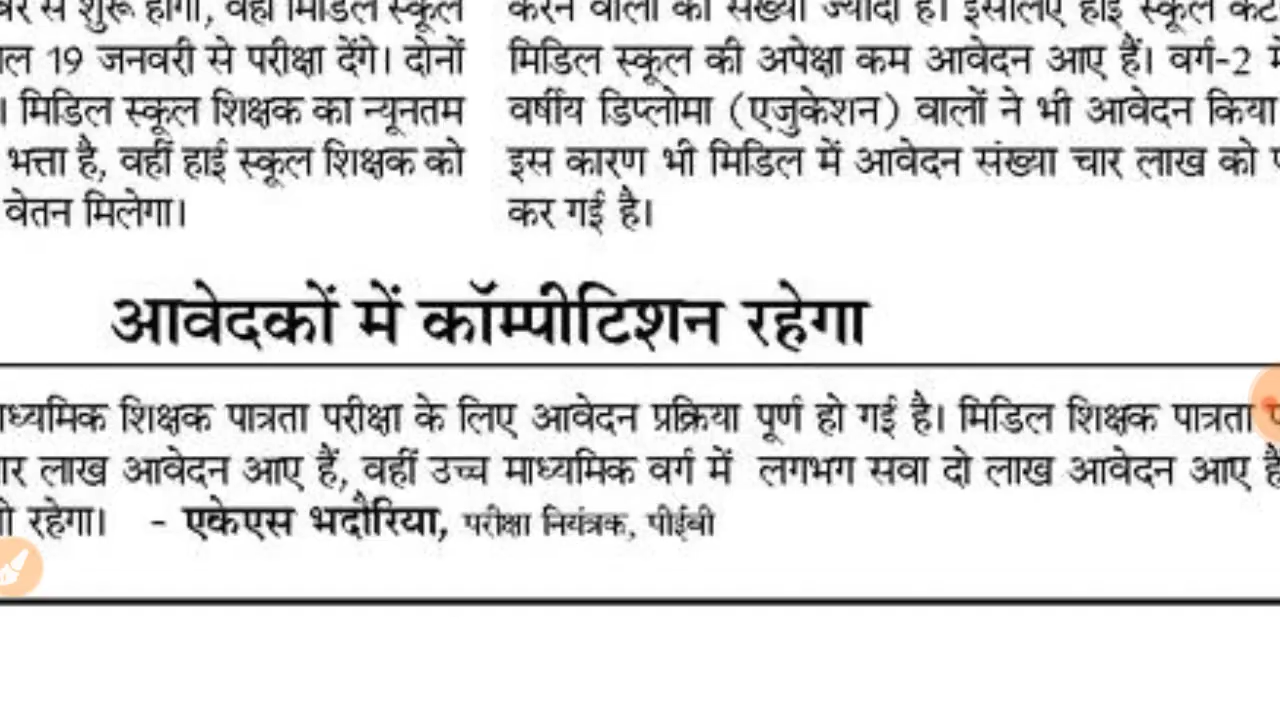 से शुरू होगी, वहीं मिडिल स्कूल
19 जनवरी से परीक्षा देंगे। दोनों
। मिडिल स्कूल शिक्षक का न्यूनतम
भत्ता है, वहीं हाई स्कूल शिक्षक को
वेतन मिलेगा।
करने वालों की संख्या ज्यादा है। इसलिए हाई स्कूल
मिडिल स्कूल की अपेक्षा कम आवेदन आए हैं। वर्ग-2
वर्षीय डिप्लोमा (एजुकेशन) वालों ने भी आवेदन किया
इस कारण भी मिडिल में आवेदन संख्या चार लाख को
कर गई है।
आवेदकों में कॉम्पीटिशन रहेगा
शिक्षक पात्रता परीक्षा के लिए आवेदन प्रक्रिया पूर्ण हो गई है। मिडिल शिक्षक पात्रता
लाख आवेदन आए हैं, वहीं उच्च माध्यमिक वर्ग में लगभग सवा दो लाख आवेदन आए
रहेगा। - एकेएस भदौरिया, परीक्षा नियंत्रक, पीईबी